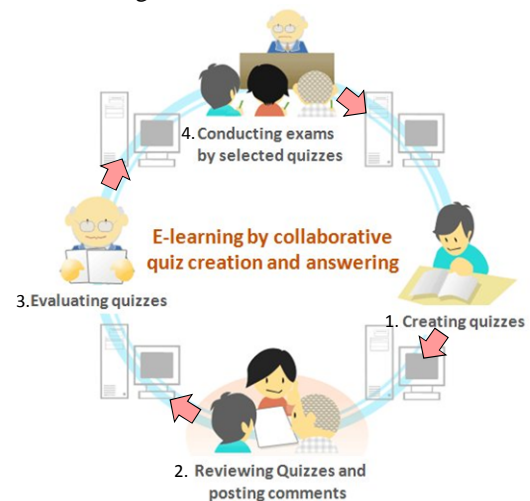 4. Conducting exams
by selected quizzes
E-learning by collaborative
quiz creation and answering
3.Evaluating quizzes
1. Creating quizzes
2. Reviewing Quizzes and
posting comments